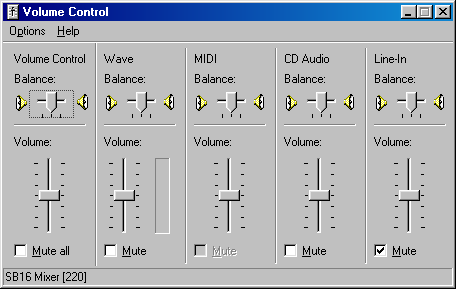 Volume Control
Options Help
Volume Control Wave MIDI CD Audio Line-In
Balance: Balance: Balance: Balance: Balance:
Volume: Volume: Volume: Volume: Volume:
Mute all Mute Mute Mute Mute
SB16 Mixer [220]